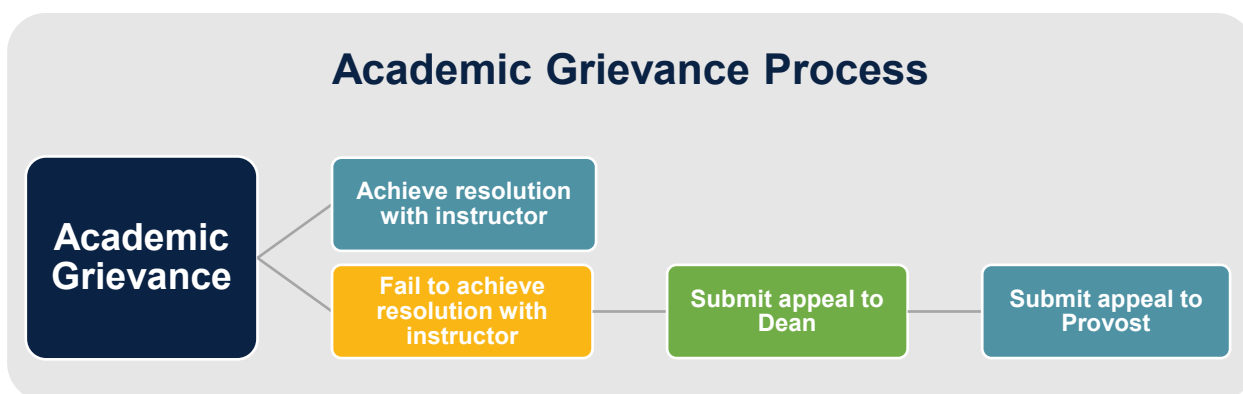 Academic Grievance Process
Academic
Grievance
Achieve resolution
with instructor
Fail to achieve
resolution with
instructor
Submit appeal to
Dean
Submit appeal to
Provost